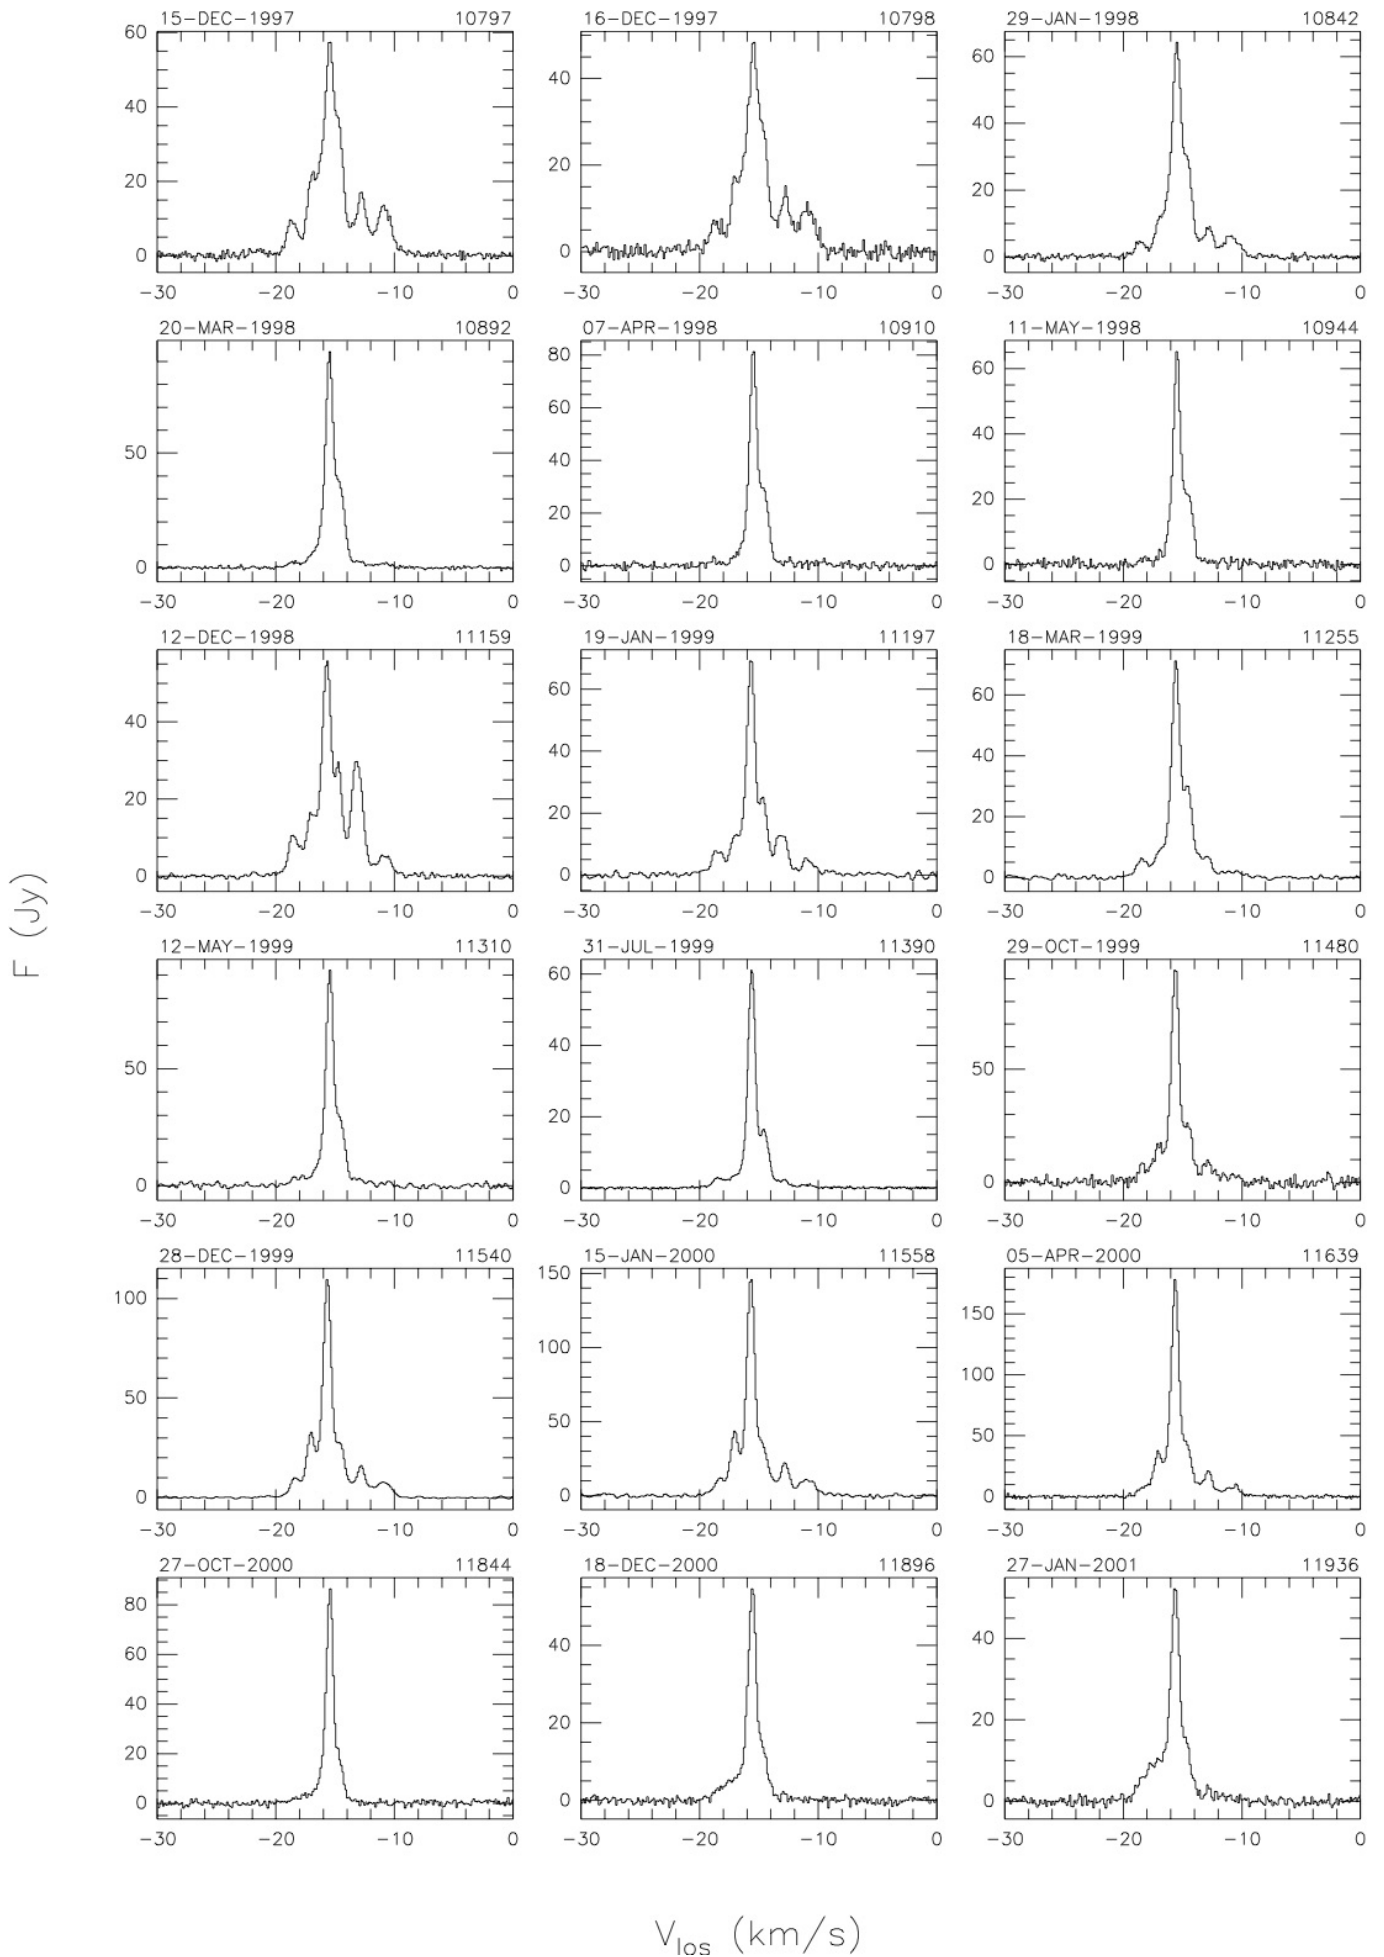 15-DEC-1997 10797 16-DEC-1997 10798 29-JAN-1998 10842
60 40 20 0
40 20 0
60 40 20 0
-30 -20 -10 0 -30 -20 -10 0 -30 -20 -10 0
20-MAR-1998 10892 07-APR-1998 10910 11-MAY-1998 10944
50 0
80 60 40 20 0
60 40 20 0
-30 -20 -10 0 -30 -20 -10 0 -30 -20 -10 0
12-DEC-1998 11159 19-JAN-1999 11197 18-MAR-1999 11255
40 20 0
60 40 20 0
60 40 20 0
-30 -20 -10 0 -30 -20 -10 0 -30 -20 -10 0
F (Jy)
12-MAY-1999 11310 31-JUL-1999 11390 29-OCT-1999 11480
50 0
60 40 20 0
50 0
-30 -20 -10 0 -30 -20 -10 0 -30 -20 -10 0
28-DEC-1999 11540 15-JAN-2000 11558 05-APR-2000 11639
100 50 0
150 100 50 0
150 100 50 0
-30 -20 -10 0 -30 -20 -10 0 -30 -20 -10 0
27-OCT-2000 11844 18-DEC-2000 11896 27-JAN-2001 11936
80 60 40 20 0
40 20 0
40 20 0
-30 -20 -10 0 -30 -20 -10 0 -30 -20 -10 0
V_los (km/s)